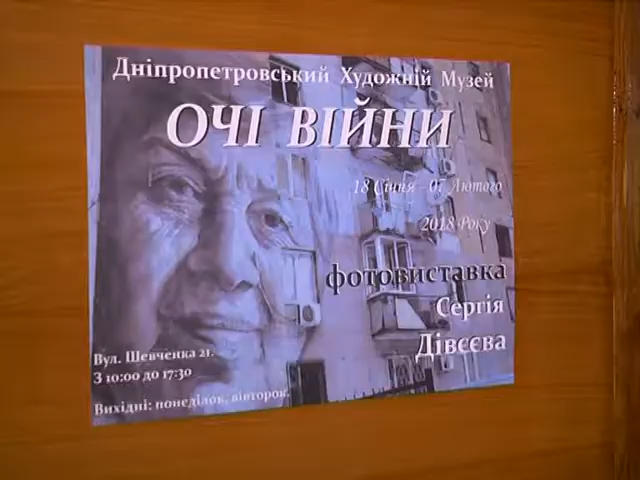 Дніпропетровський Художній Музей
ОЧІ ВІЙНИ
18 Січня - 07 Лютого
2018 Року
фотовиставка
Сергія
Дівєєва
Вул. Шевченка 21.
З 10:00 до 17:30
Вихідні: понеділок, вівторок.